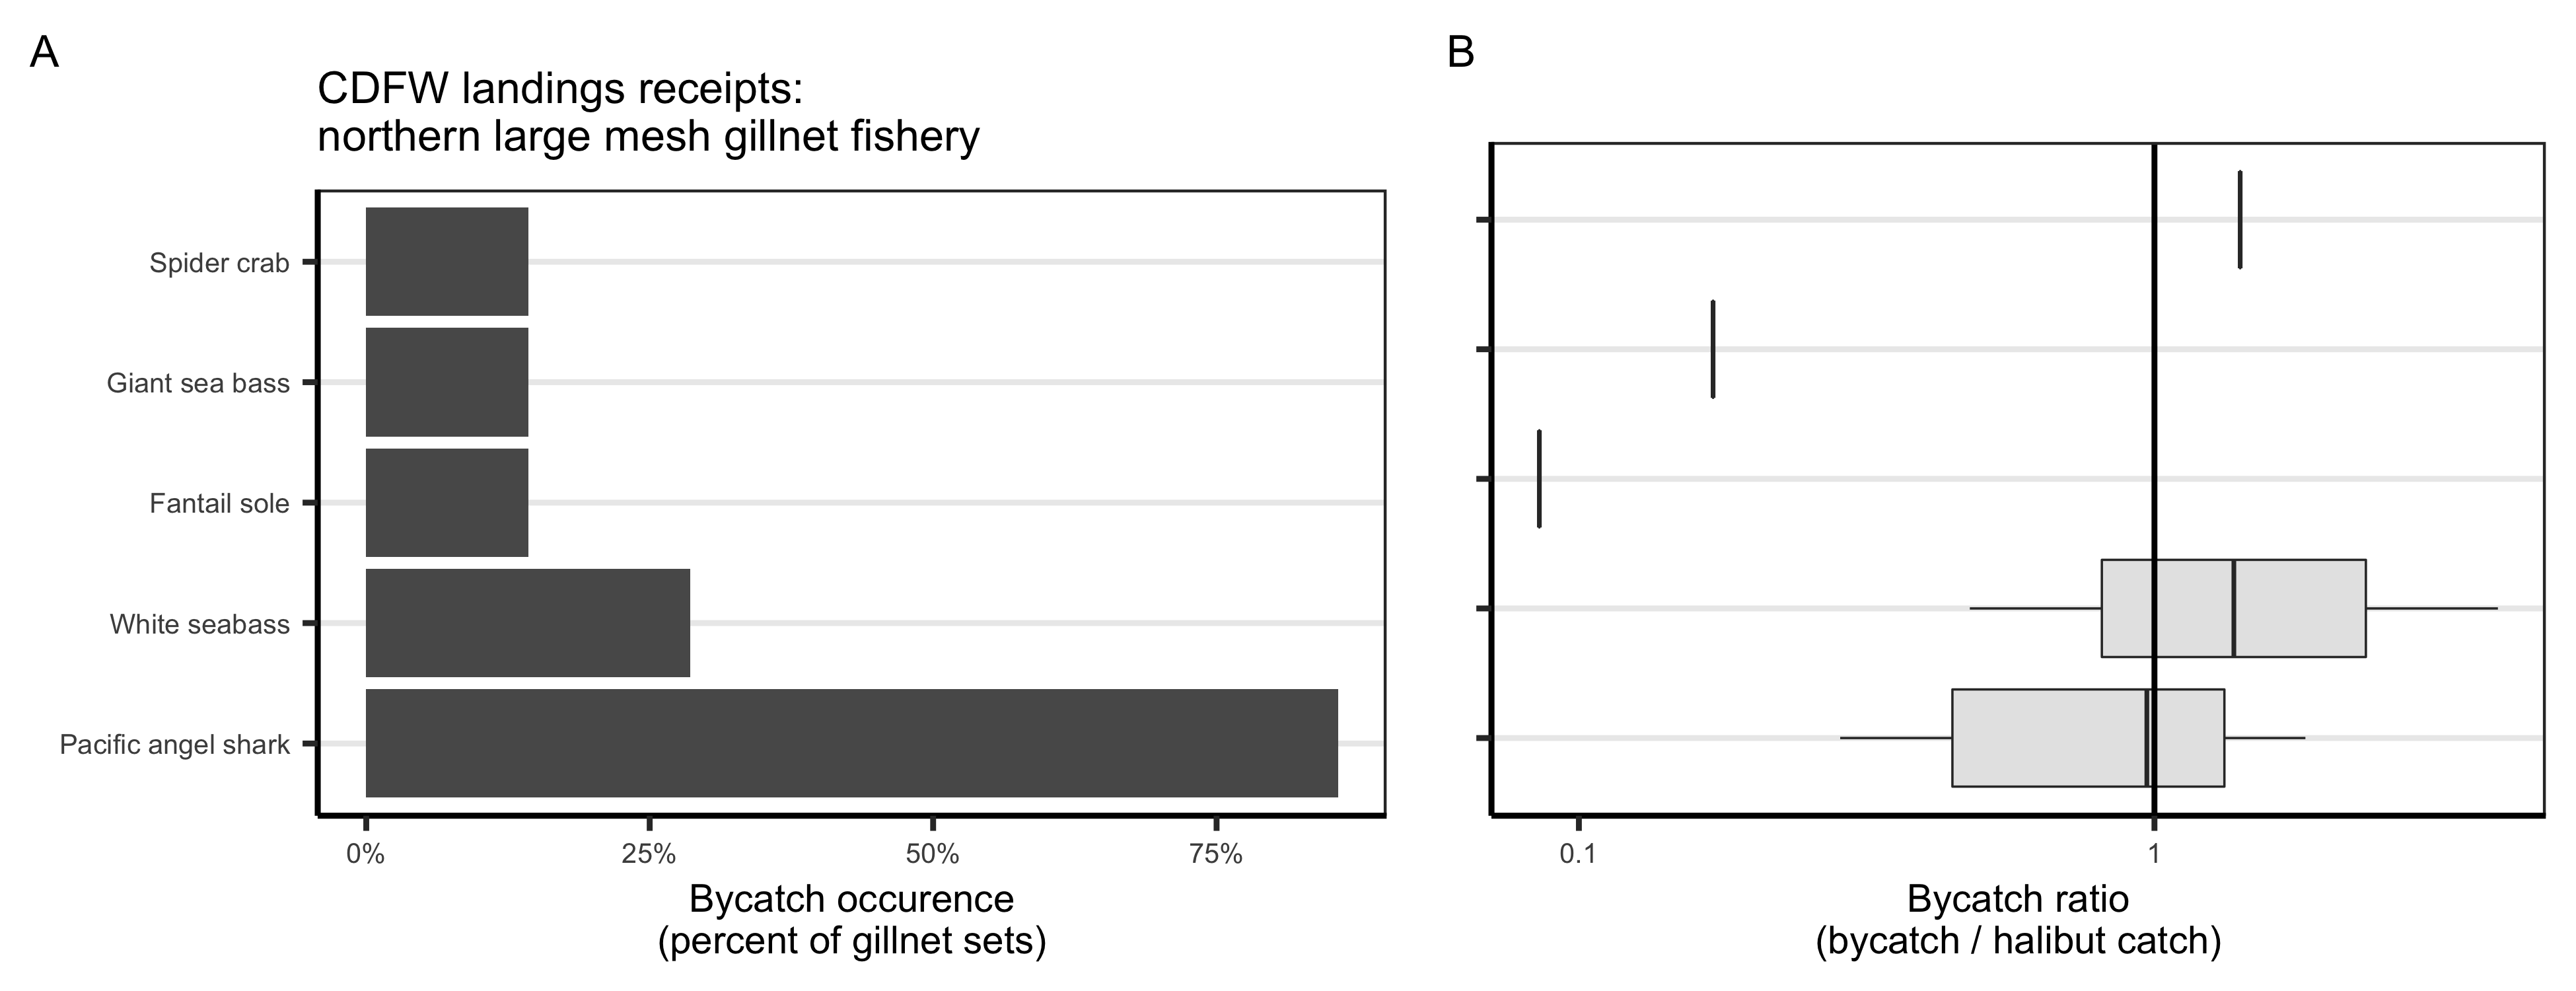 A
CDFW landings receipts:
northern large mesh gillnet fishery
Spider crab
Giant sea bass
Fantail sole
White seabass
Pacific angel shark
0%
25%
50%
75%
Bycatch occurence
(percent of gillnet sets)
B
0.1
1
Bycatch ratio
(bycatch / halibut catch)